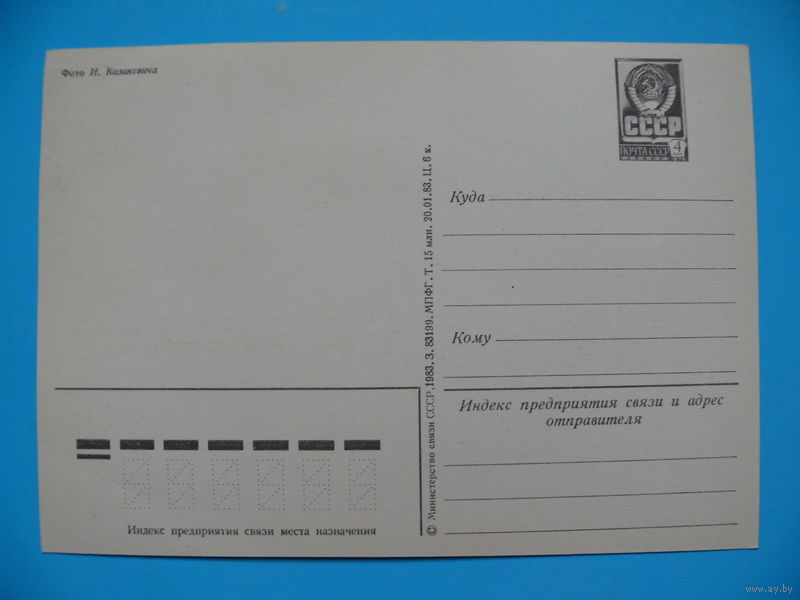 Фото И. Казакевича
СССР
ПОЧТА СССР
4
Куда
Кому
© Министерство связи СССР. 1983. З. 83199. МПФГ. Т. 15 млн. 20.01.83. Ц. 6 к.
Индекс предприятия связи и адрес
отправителя
Индекс предприятия связи места назначения
www.ay.by